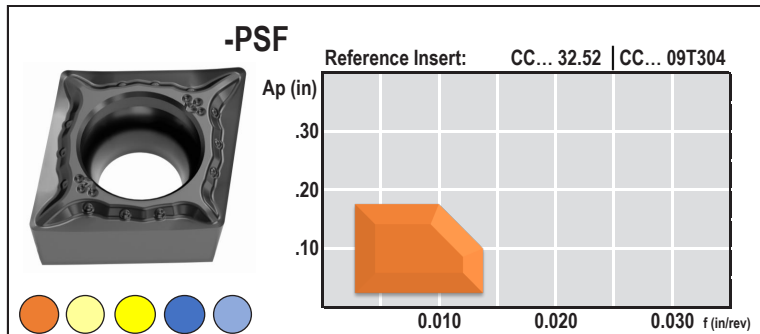 -PSF
Reference Insert: CC... 32.52 | CC... 09T304
Ap (in)
.30
.20
.10
0.010 0.020 0.030 f (in/rev)